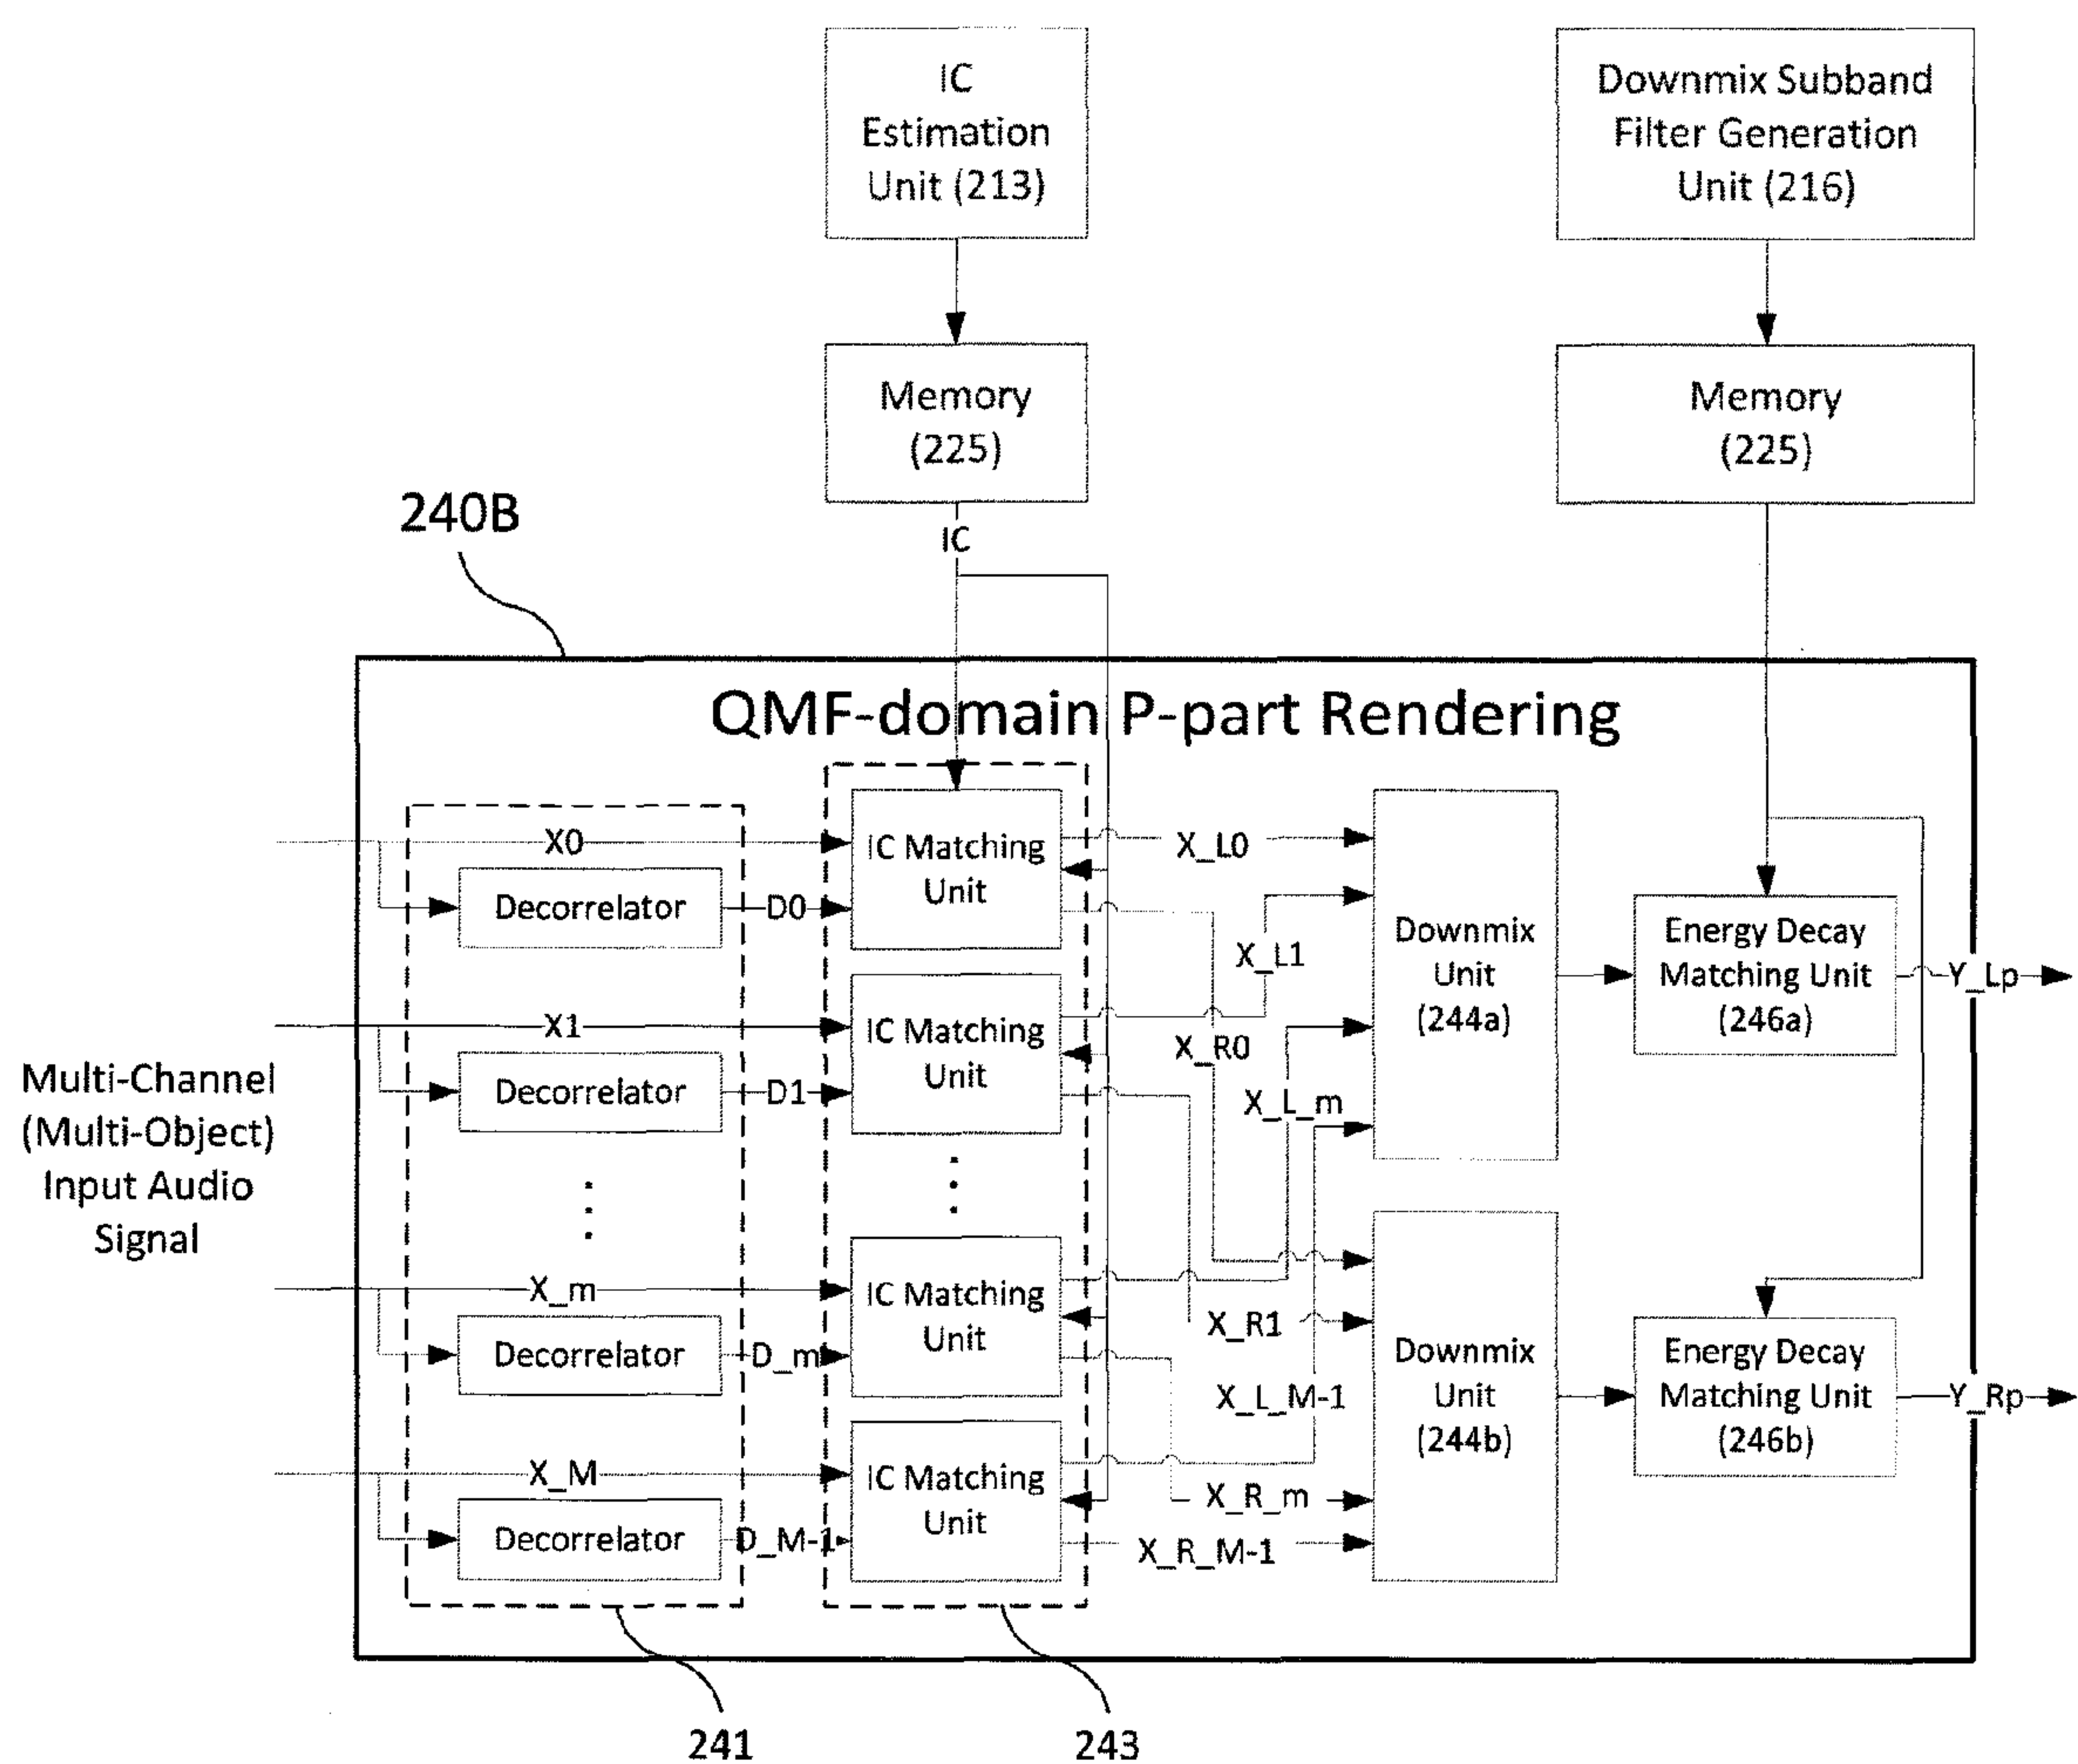 IC
Estimation
Unit (213)
Downmix Subband
Filter Generation
Unit (216)
Memory
(225)
Memory
(225)
240B
IC
QMF-domain P-part Rendering
Multi-Channel
(Multi-Object)
Input Audio
Signal
X0
Decorrelator
D0
IC Matching
Unit
X1
Decorrelator
D1
IC Matching
Unit
X_m
Decorrelator
D_m
IC Matching
Unit
X_M
Decorrelator
D_M-1
IC Matching
Unit
X_L0
X_L1
X_R0
X_L_m
X_R1
X_L_M-1
X_R_m
X_R_M-1
Downmix
Unit
(244a)
Energy Decay
Matching Unit
(246a)
Y_Lp
Downmix
Unit
(244b)
Energy Decay
Matching Unit
(246b)
Y_Rp
241
243